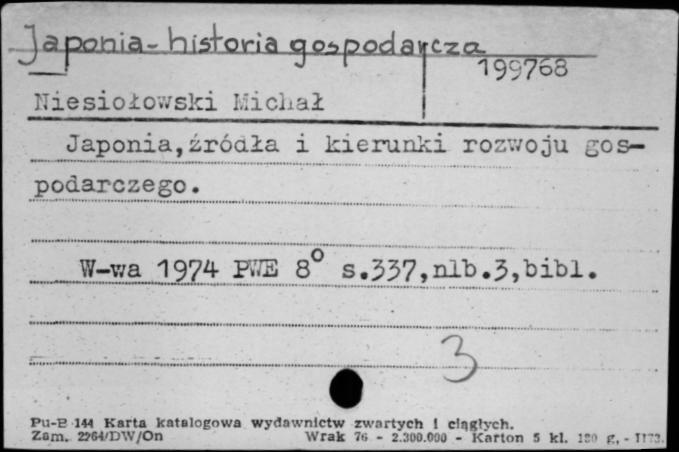 Japonia-historia gospodarcza
199768
Niesiołowski Michał
Japonia,źródła i kierunki rozwoju gos-
podarczego.
W-wa 1974 PWE 8° s.337,nlb.3,bibl.
3
Pu-B 144 Karta katalogowa wydawnictw zwartych i ciągłych.
Zam. 2264/DW/On Wrak 76 - 2.300.000 - Karton 5 kl. 180 g, -